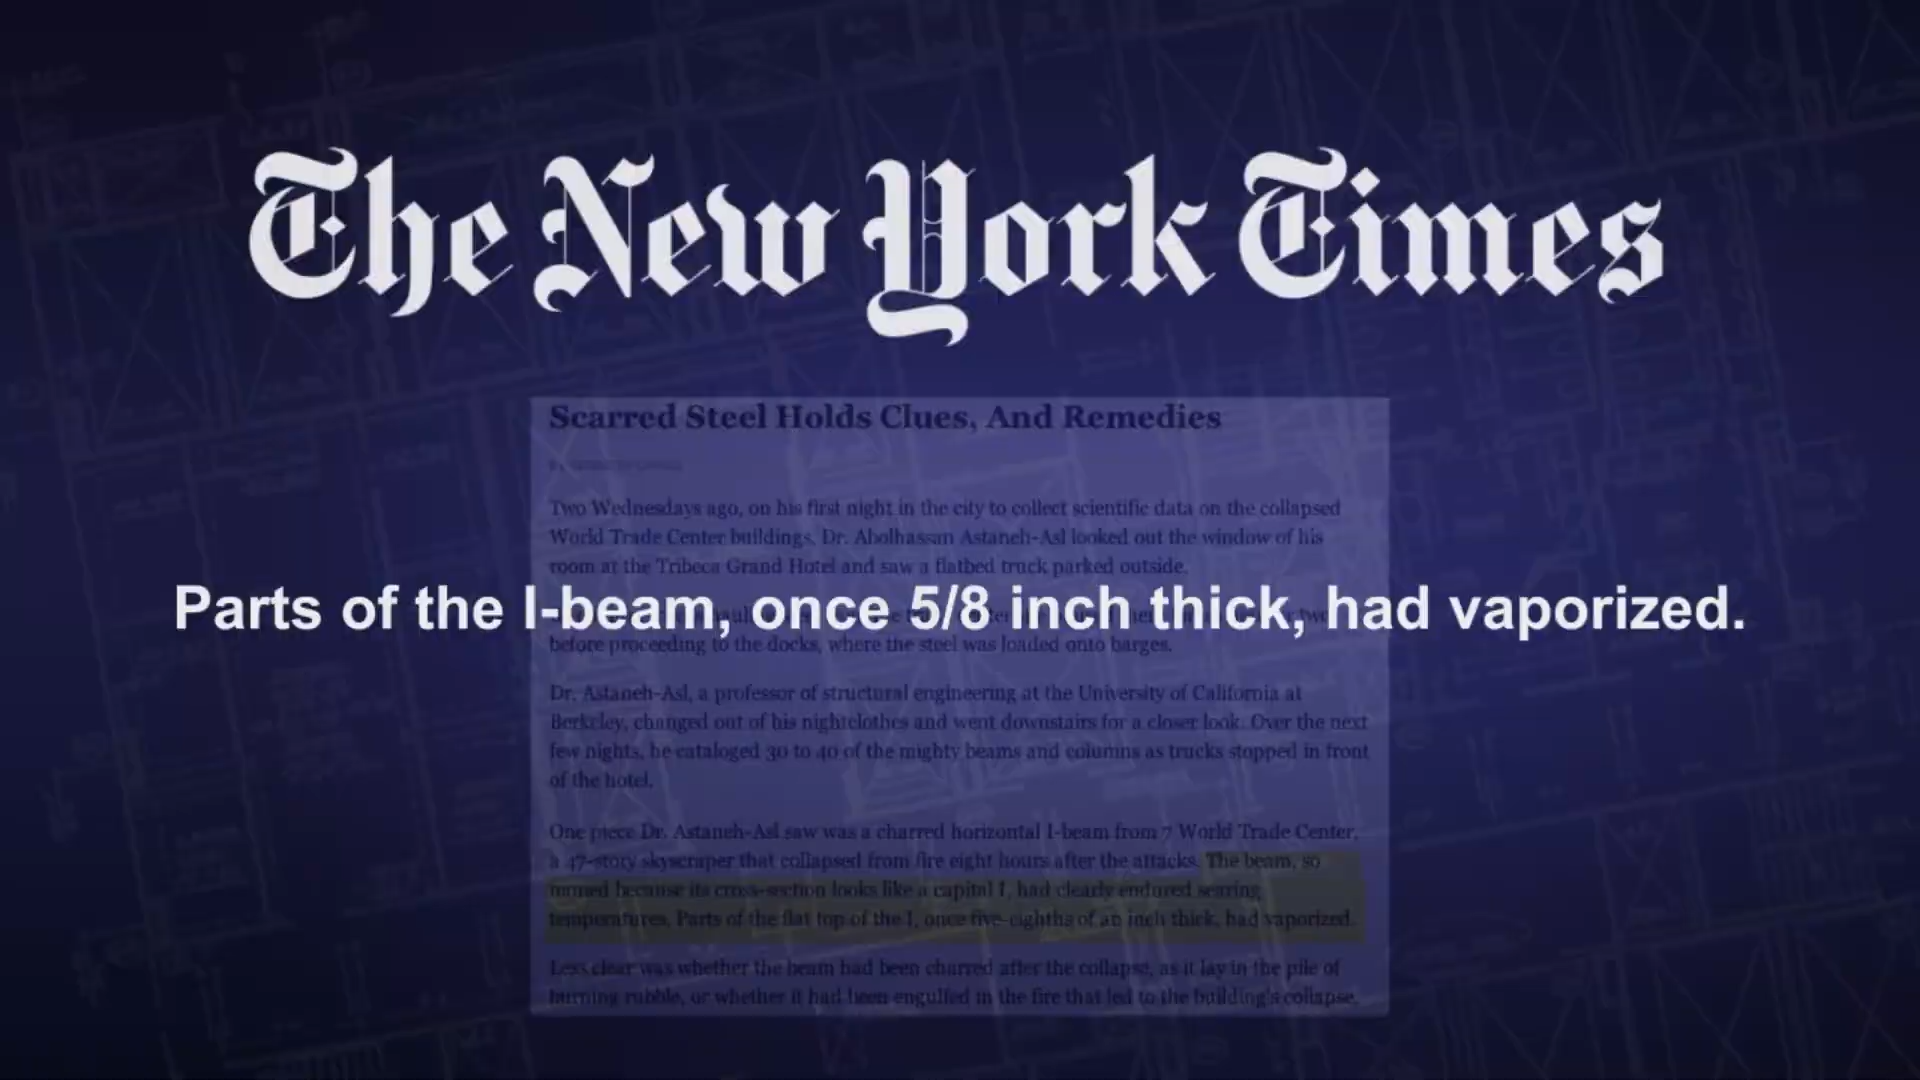 The New York Times
Scarred Steel Holds Clues, And Remedies
Two Wednesdays ago, on his first night in the city to collect scientific data on the collapsed
World Trade Center buildings, Dr. Abolhassan Astaneh-Asl looked out the window of his
room at the Tribeca Grand Hotel and saw a flatbed truck parked outside.
Parts of the I-beam, once 5/8 inch thick, had vaporized.
before proceeding to the docks, where the steel was loaded onto barges.
Dr. Astaneh-Asl, a professor of structural engineering at the University of California at
Berkeley, changed out of his nightclothes and went downstairs for a closer look. Over the next
few nights, he cataloged 30 to 40 of the mighty beams and columns as trucks stopped in front
of the hotel.
One piece Dr. Astaneh-Asl saw was a charred horizontal I-beam from 7 World Trade Center,
a 47-story skyscraper that collapsed from fire eight hours after the attacks. The beam, so
named because its cross-section looks like a capital I, had clearly endured searing
temperatures. Parts of the flat top of the I, once five-eighths of an inch thick, had vaporized.
Less clear was whether the beam had been charred after the collapse, as it lay in the pile of
burning rubble, or whether it had been engulfed in the fire that led to the building's collapse.